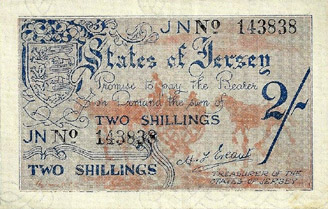 JN No 143838
States of Jersey
Promise to pay the Bearer
on demand the sum of
2/-
TWO SHILLINGS
JN No 143838
TWO SHILLINGS
TREASURER OF THE
STATES OF JERSEY